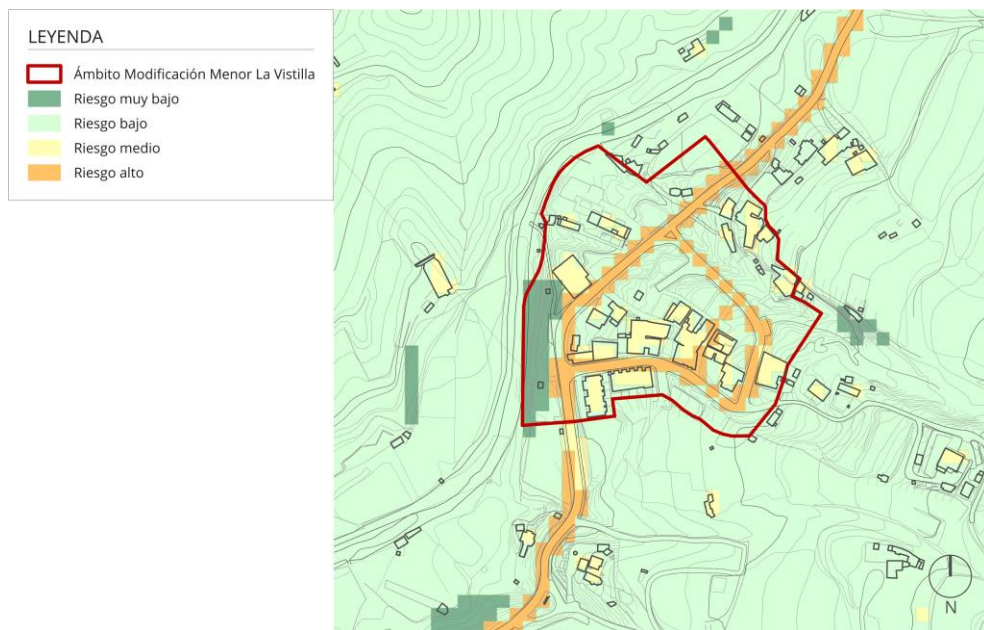 LEYENDA
Ámbito Modificación Menor La Vistilla
Riesgo muy bajo
Riesgo bajo
Riesgo medio
Riesgo alto
N